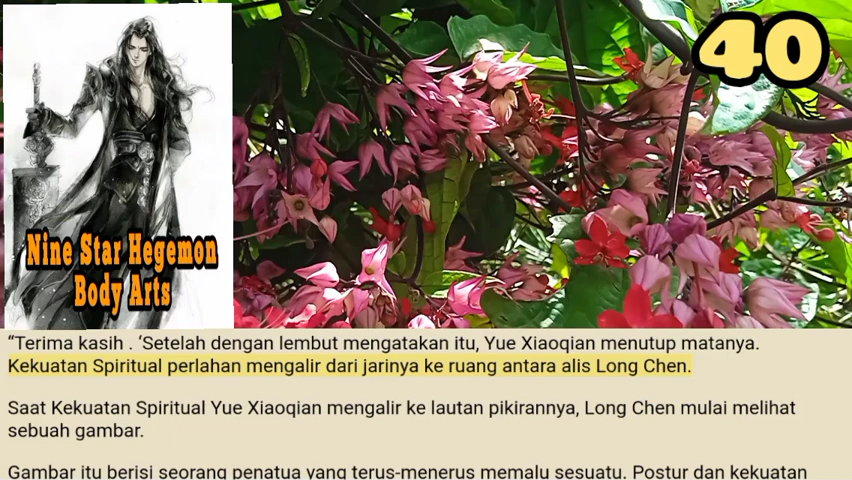 40
Nine Star Hegemon
Body Arts
“Terima kasih . ‘Setelah dengan lembut mengatakan itu, Yue Xiaoqian menutup matanya.
Kekuatan Spiritual perlahan mengalir dari jarinya ke ruang antara alis Long Chen.
Saat Kekuatan Spiritual Yue Xiaoqian mengalir ke lautan pikirannya, Long Chen mulai melihat
sebuah gambar.
Gambar itu berisi seorang penatua yang terus-menerus memalu sesuatu. Postur dan kekuatan